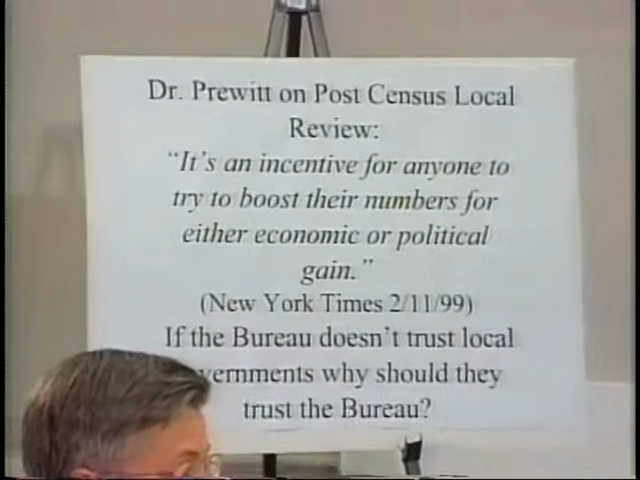 Dr. Prewitt on Post Census Local
Review:
"It's an incentive for anyone to
try to boost their numbers for
either economic or political
gain."
(New York Times 2/11/99)
If the Bureau doesn't trust local
vernments why should they
trust the Bureau?